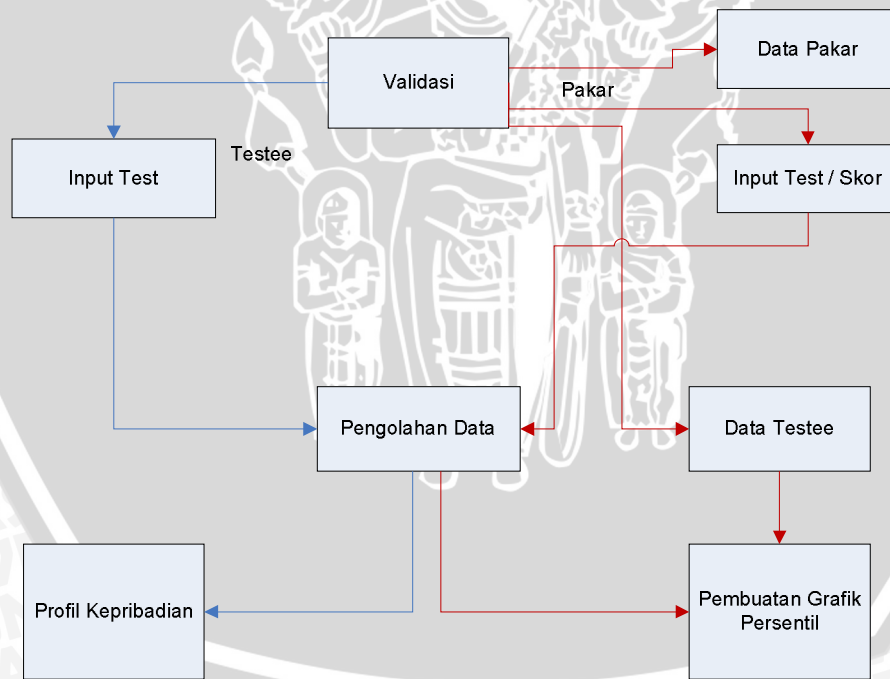 Data Pakar
Validasi
Pakar
Testee
Input Test
Input Test / Skor
Pengolahan Data
Data Testee
Profil Kepribadian
Pembuatan Grafik
Persentil